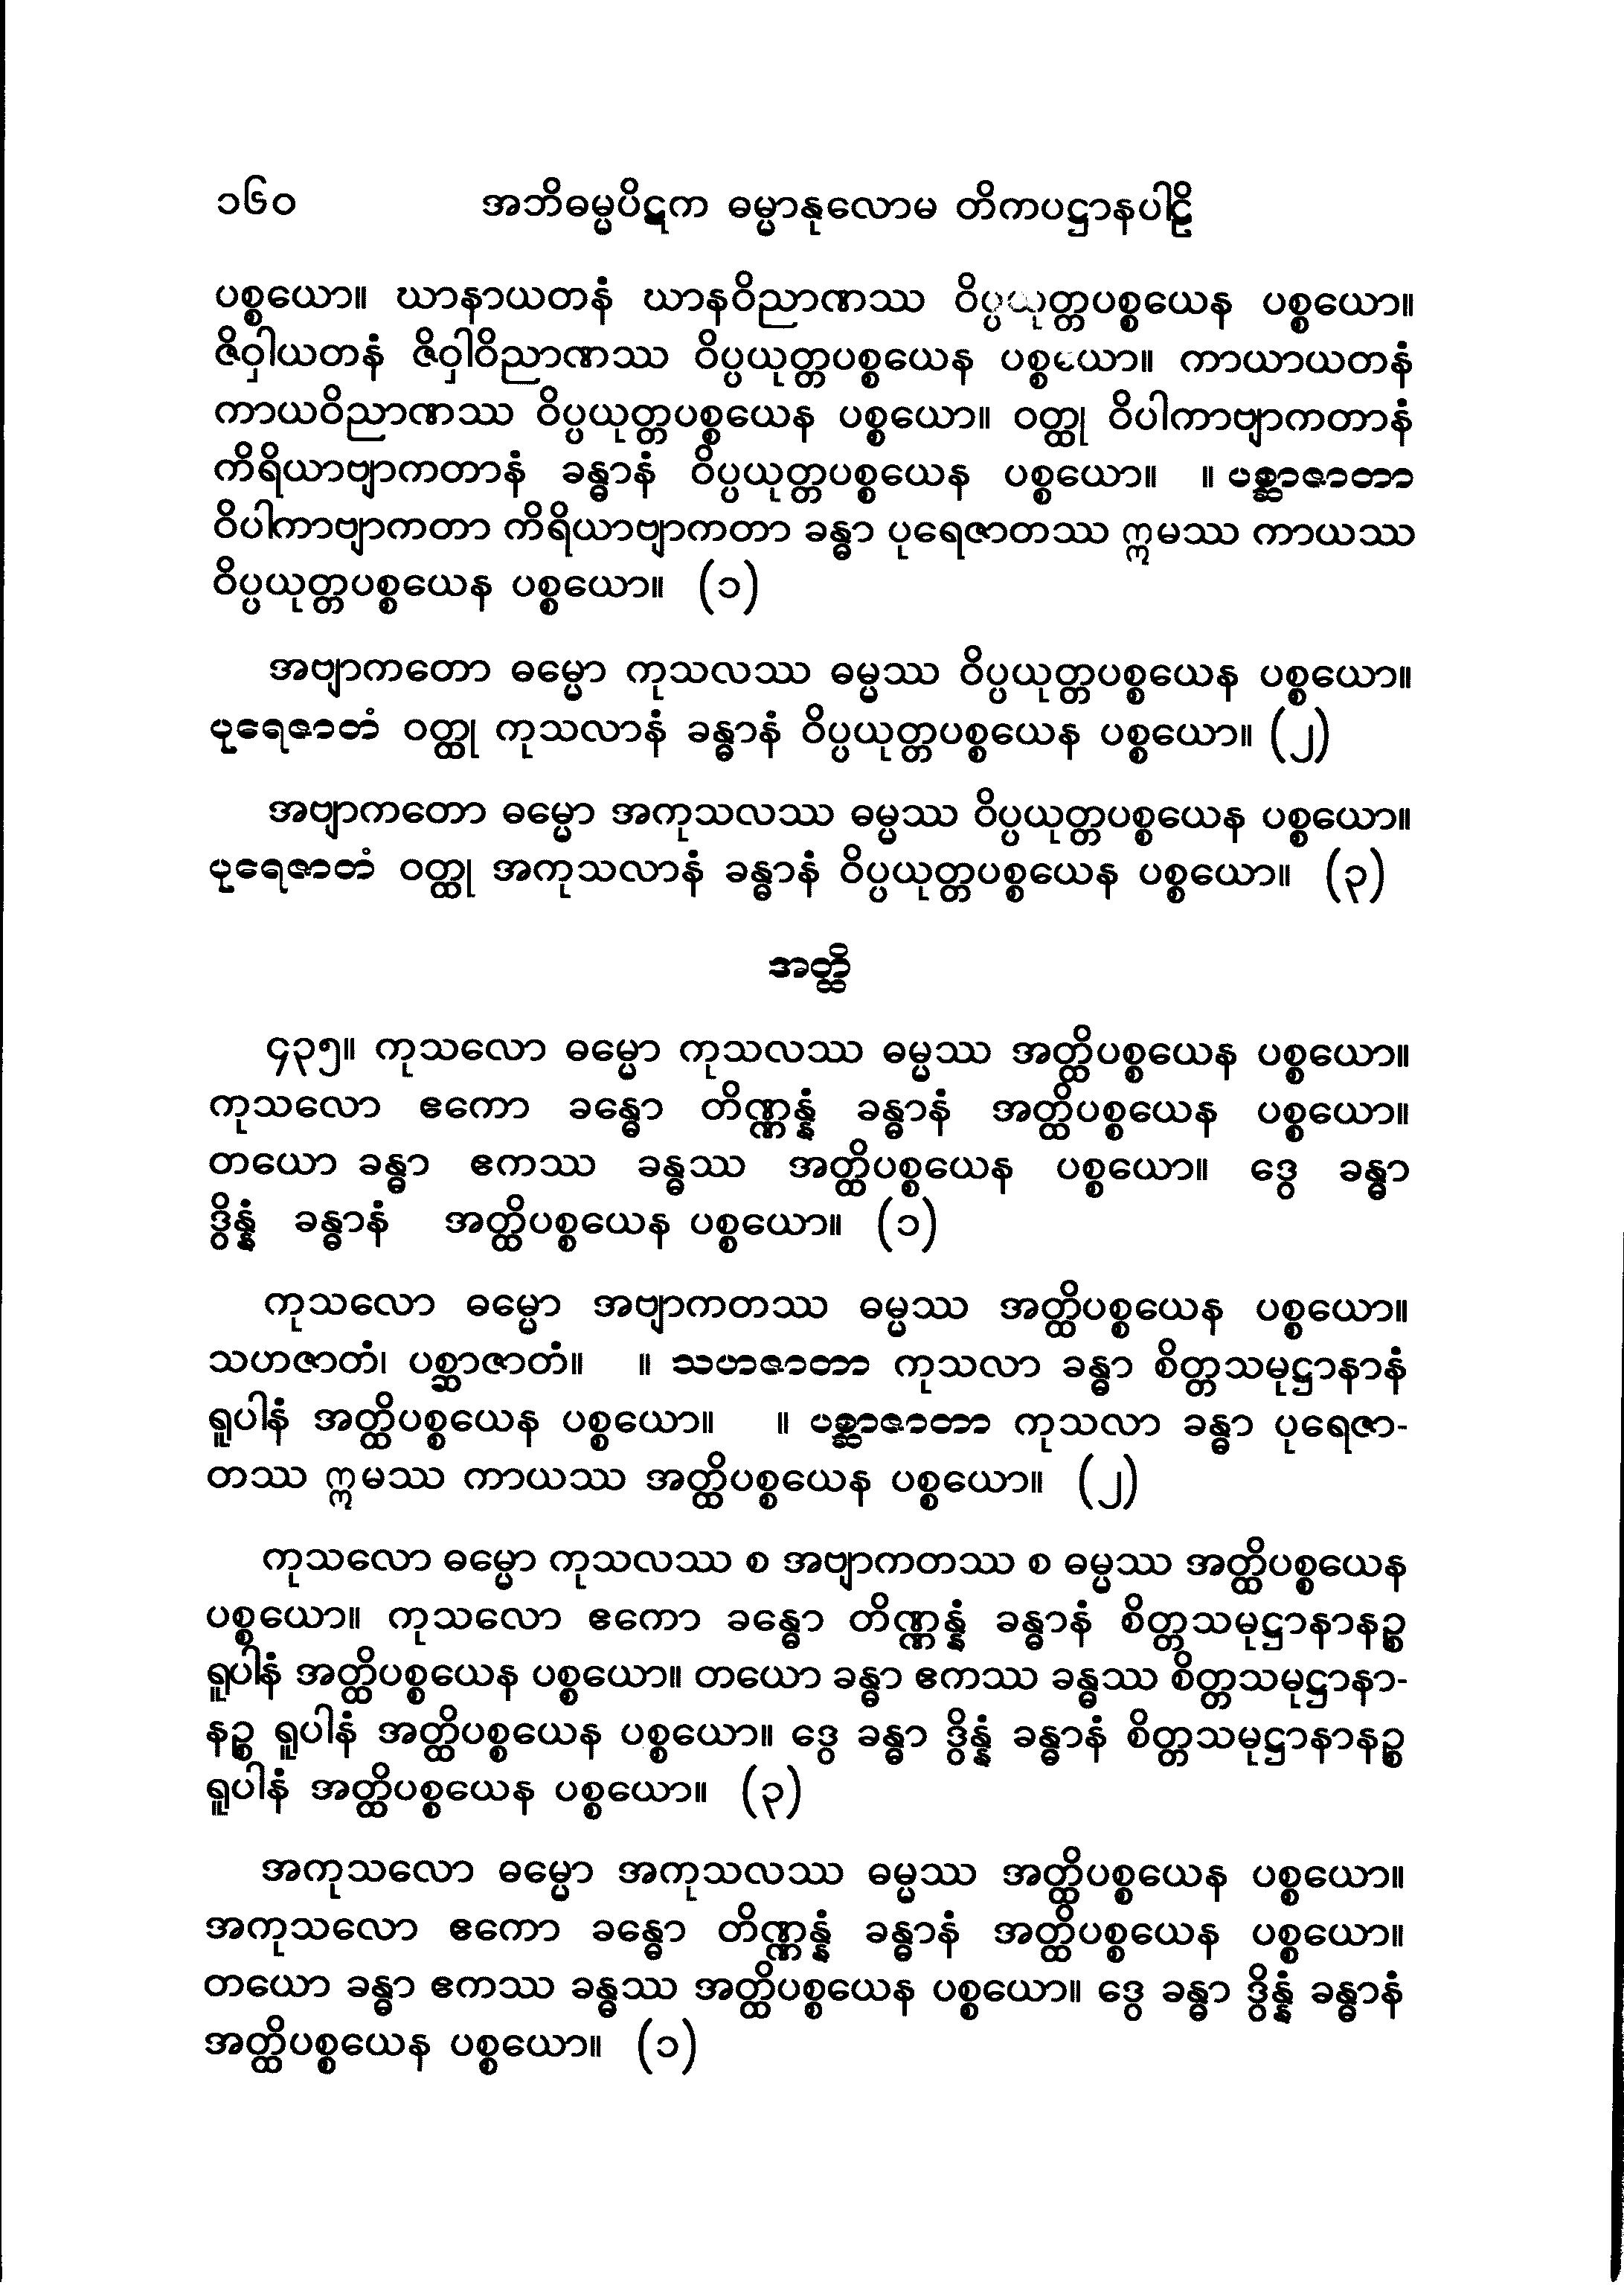 ၁၆၀ အဘိဓမ္မပိဋက ဓမ္မာနုလောမ တိကပဋ္ဌာနပါဠိ
ပစ္စယော။ ဃာနာယတနံ ဃာနဝိညာဏဿ ဝိပ္ပယုတ္တပစ္စယေန ပစ္စယော။
ဇိဝှါယတနံ ဇိဝှါဝိညာဏဿ ဝိပ္ပယုတ္တပစ္စယေန ပစ္စယော။ ကာယာယတနံ
ကာယဝိညာဏဿ ဝိပ္ပယုတ္တပစ္စယေန ပစ္စယော။ ဝတ္ထု ဝိပါကာဗျာကတာနံ
ကိရိယာဗျာကတာနံ ခန္ဓာနံ ဝိပ္ပယုတ္တပစ္စယေန ပစ္စယော။ ။ ပစ္ဆာဇာတာ
ဝိပါကာဗျာကတာ ကိရိယာဗျာကတာ ခန္ဓာ ပုရေဇာတဿ ဣမဿ ကာယဿ
ဝိပ္ပယုတ္တပစ္စယေန ပစ္စယော။ (၁)
အဗျာကတော ဓမ္မော ကုသလဿ ဓမ္မဿ ဝိပ္ပယုတ္တပစ္စယေန ပစ္စယော။
ပုရေဇာတံ ဝတ္ထု ကုသလာနံ ခန္ဓာနံ ဝိပ္ပယုတ္တပစ္စယေန ပစ္စယော။ (၂)
အဗျာကတော ဓမ္မော အကုသလဿ ဓမ္မဿ ဝိပ္ပယုတ္တပစ္စယေန ပစ္စယော။
ပုရေဇာတံ ဝတ္ထု အကုသလာနံ ခန္ဓာနံ ဝိပ္ပယုတ္တပစ္စယေန ပစ္စယော။ (၃)
အတ္ထိ
၄၃၅။ ကုသလော ဓမ္မော ကုသလဿ ဓမ္မဿ အတ္ထိပစ္စယေန ပစ္စယော။
ကုသလော ဧကော ခန္ဓော တိဏ္ဏန္နံ ခန္ဓာနံ အတ္ထိပစ္စယေန ပစ္စယော။
တယော ခန္ဓာ ဧကဿ ခန္ဓဿ အတ္ထိပစ္စယေန ပစ္စယော။ ဒွေ ခန္ဓာ
ဒွိန္နံ ခန္ဓာနံ အတ္ထိပစ္စယေန ပစ္စယော။ (၁)
ကုသလော ဓမ္မော အဗျာကတဿ ဓမ္မဿ အတ္ထိပစ္စယေန ပစ္စယော။
သဟဇာတံ၊ ပစ္ဆာဇာတံ။ ။ သဟဇာတာ ကုသလာ ခန္ဓာ စိတ္တသမုဋ္ဌာနာနံ
ရူပါနံ အတ္ထိပစ္စယေန ပစ္စယော။ ။ ပစ္ဆာဇာတာ ကုသလာ ခန္ဓာ ပုရေဇာ-
တဿ ဣမဿ ကာယဿ အတ္ထိပစ္စယေန ပစ္စယော။ (၂)
ကုသလော ဓမ္မော ကုသလဿ စ အဗျာကတဿ စ ဓမ္မဿ အတ္ထိပစ္စယေန
ပစ္စယော။ ကုသလော ဧကော ခန္ဓော တိဏ္ဏန္နံ ခန္ဓာနံ စိတ္တသမုဋ္ဌာနာနဉ္စ
ရူပါနံ အတ္ထိပစ္စယေန ပစ္စယော။ တယော ခန္ဓာ ဧကဿ ခန္ဓဿ စိတ္တသမုဋ္ဌာနာ-
နဉ္စ ရူပါနံ အတ္ထိပစ္စယေန ပစ္စယော။ ဒွေ ခန္ဓာ ဒွိန္နံ ခန္ဓာနံ စိတ္တသမုဋ္ဌာနာနဉ္စ
ရူပါနံ အတ္ထိပစ္စယေန ပစ္စယော။ (၃)
အကုသလော ဓမ္မော အကုသလဿ ဓမ္မဿ အတ္ထိပစ္စယေန ပစ္စယော။
အကုသလော ဧကော ခန္ဓော တိဏ္ဏန္နံ ခန္ဓာနံ အတ္ထိပစ္စယေန ပစ္စယော။
တယော ခန္ဓာ ဧကဿ ခန္ဓဿ အတ္ထိပစ္စယေန ပစ္စယော။ ဒွေ ခန္ဓာ ဒွိန္နံ ခန္ဓာနံ
အတ္ထိပစ္စယေန ပစ္စယော။ (၁)